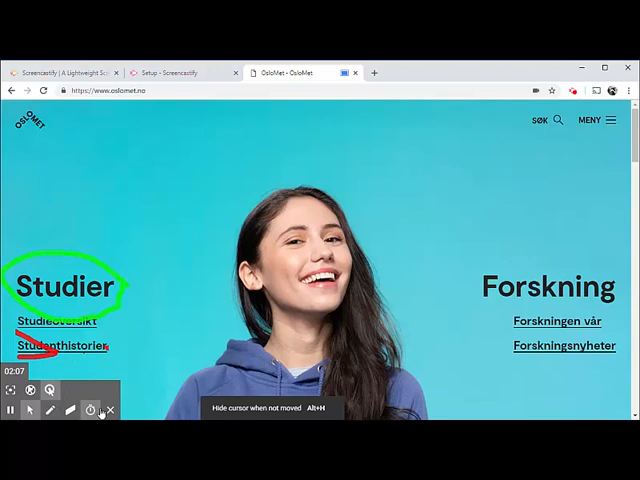 Screencastify | A Lightweight Scr
Setup - Screencastify
OsloMet - OsloMet
https://www.oslomet.no
OSLOMET
SØK
MENY
Studier
Forskning
Studieoversikt
Forskningen vår
Studenthistorier
Forskningsnyheter
02:07
Hide cursor when not moved Alt+H